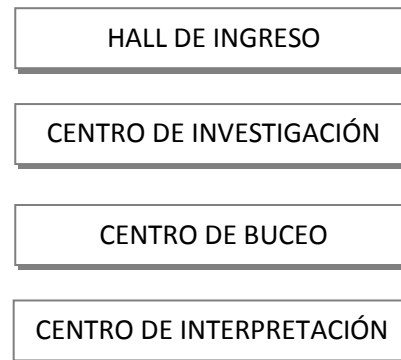 HALL DE INGRESO
CENTRO DE INVESTIGACIÓN
CENTRO DE BUCEO
CENTRO DE INTERPRETACIÓN